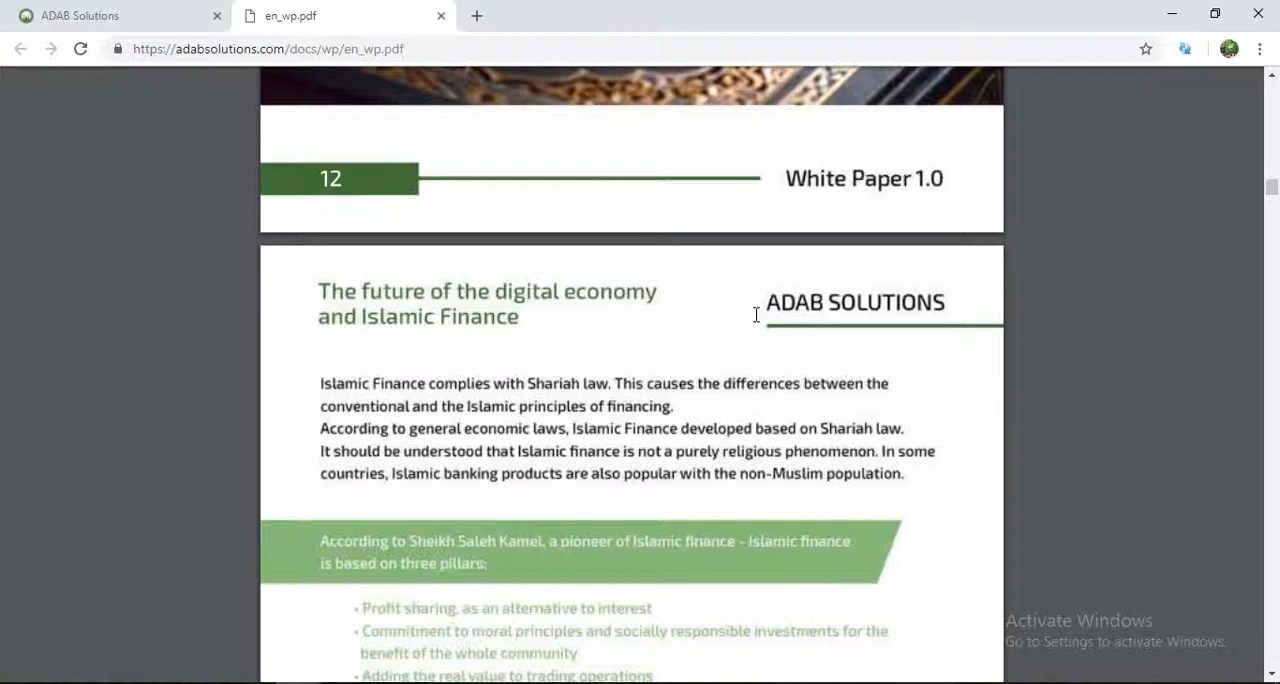 ADAB Solutions
en_wp.pdf
https://adabsolutions.com/docs/wp/en_wp.pdf
12
White Paper 1.0
The future of the digital economy
and Islamic Finance
ADAB SOLUTIONS
Islamic Finance complies with Shariah law. This causes the differences between the
conventional and the Islamic principles of financing.
According to general economic laws, Islamic Finance developed based on Shariah law.
It should be understood that Islamic finance is not a purely religious phenomenon. In some
countries, Islamic banking products are also popular with the non-Muslim population.
According to Sheikh Saleh Kamel, a pioneer of Islamic finance - Islamic finance
is based on three pillars:
• Profit sharing, as an alternative to interest
• Commitment to moral principles and socially responsible investments for the
benefit of the whole community
• Adding the real value to trading operations
Activate Windows
Go to Settings to activate Windows.